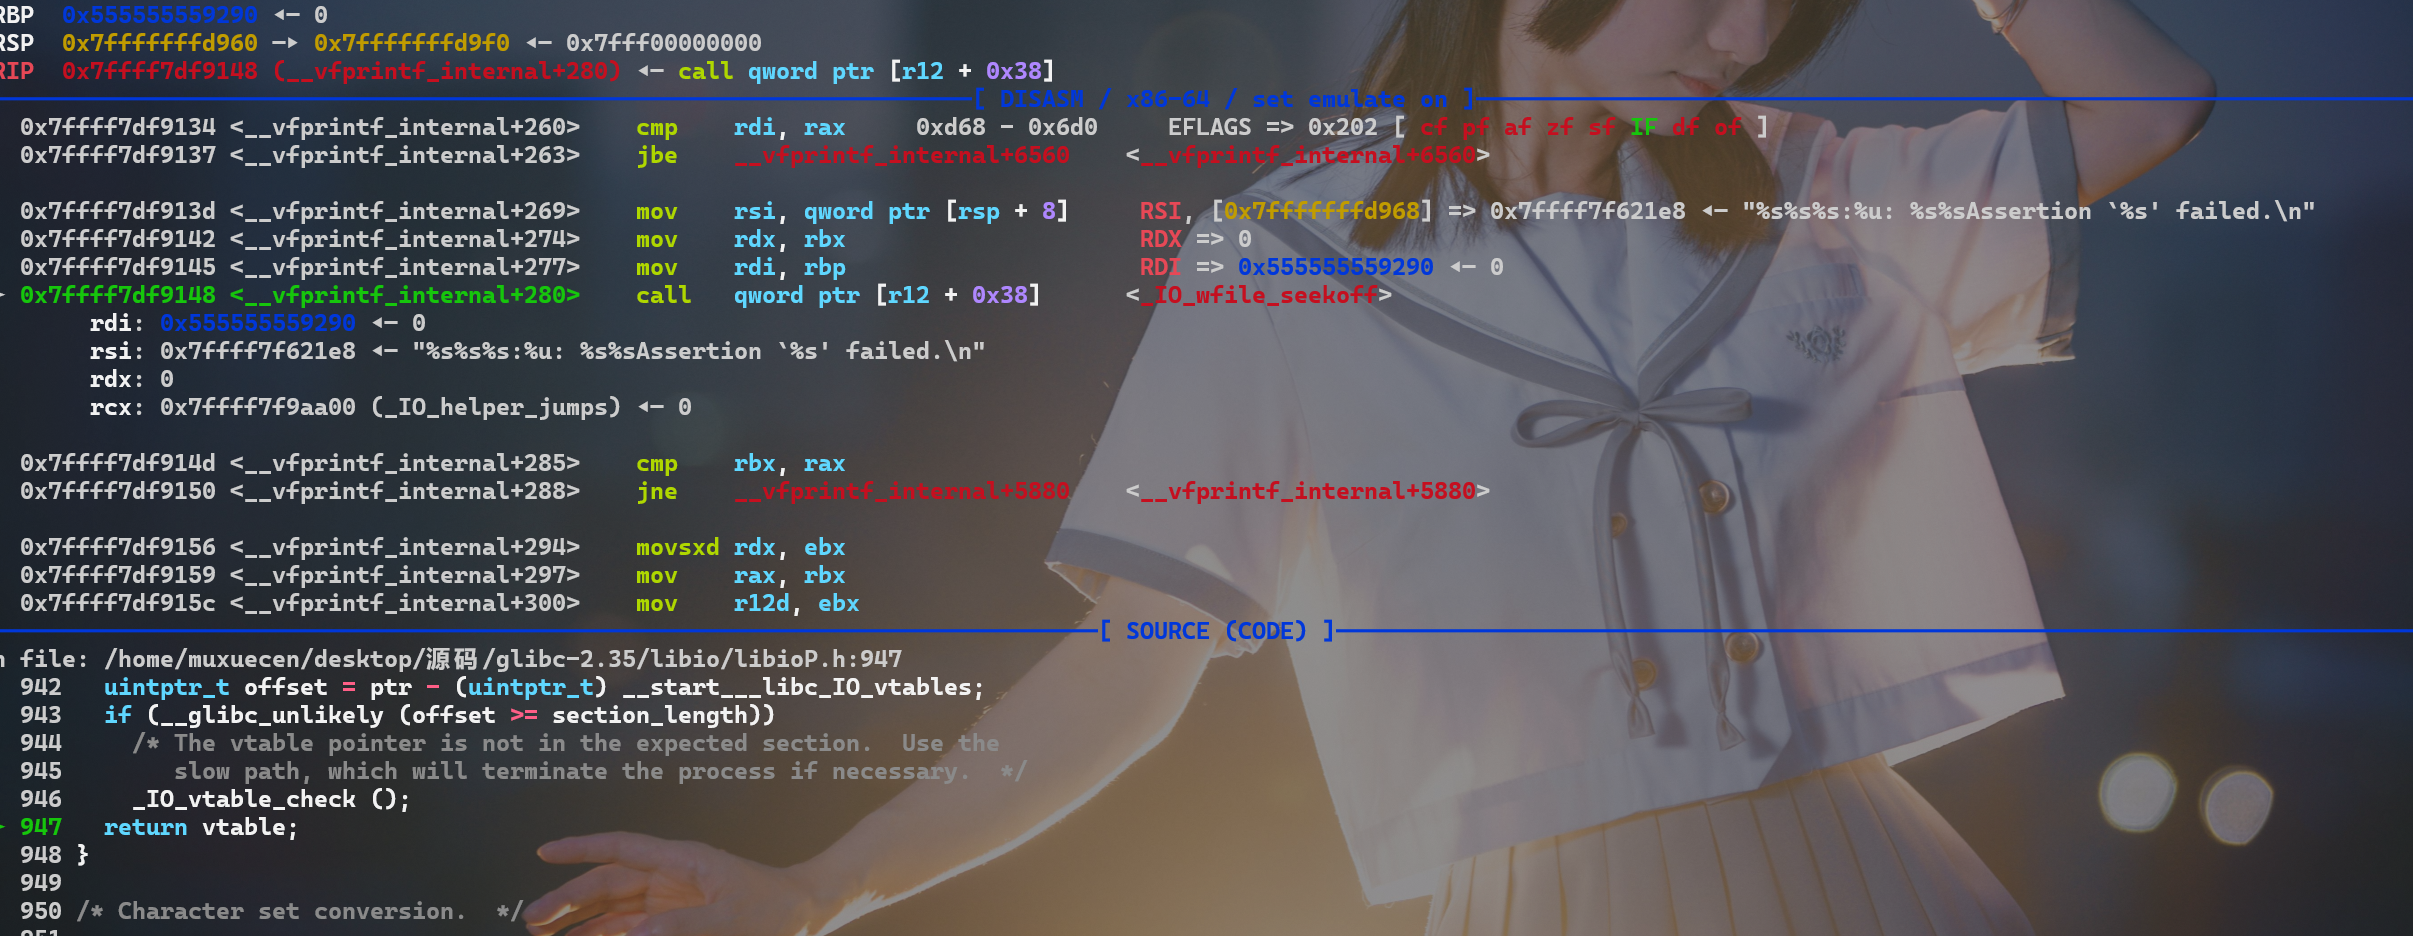 RBP  0x555555559290 ◂— 0
RSP  0x7fffffffd960 —▸ 0x7fffffffd9f0 ◂— 0x7fff00000000
RIP  0x7ffff7df9148 (__vfprintf_internal+280) ◂— call qword ptr [r12 + 0x38]
[ DISASM / x86-64 / set emulate on ]
0x7ffff7df9134 <__vfprintf_internal+260>    cmp    rdi, rax     0xd68 - 0x6d0     EFLAGS => 0x202 [ cf pf af zf sf IF df of ]
0x7ffff7df9137 <__vfprintf_internal+263>    jbe    __vfprintf_internal+6560    <__vfprintf_internal+6560>
0x7ffff7df913d <__vfprintf_internal+269>    mov    rsi, qword ptr [rsp + 8]     RSI, [0x7fffffffd968] => 0x7ffff7f621e8 ◂— "%s%s%s:%u: %s%sAssertion `%s' failed.\n"
0x7ffff7df9142 <__vfprintf_internal+274>    mov    rdx, rbx                     RDX => 0
0x7ffff7df9145 <__vfprintf_internal+277>    mov    rdi, rbp                     RDI => 0x555555559290 ◂— 0
▸ 0x7ffff7df9148 <__vfprintf_internal+280>    call   qword ptr [r12 + 0x38]      <_IO_wfile_seekoff>
rdi: 0x555555559290 ◂— 0
rsi: 0x7ffff7f621e8 ◂— "%s%s%s:%u: %s%sAssertion `%s' failed.\n"
rdx: 0
rcx: 0x7ffff7f9aa00 (_IO_helper_jumps) ◂— 0
0x7ffff7df914d <__vfprintf_internal+285>    cmp    rbx, rax
0x7ffff7df9150 <__vfprintf_internal+288>    jne    __vfprintf_internal+5880    <__vfprintf_internal+5880>
0x7ffff7df9156 <__vfprintf_internal+294>    movsxd rdx, ebx
0x7ffff7df9159 <__vfprintf_internal+297>    mov    rax, rbx
0x7ffff7df915c <__vfprintf_internal+300>    mov    r12d, ebx
[ SOURCE (CODE) ]
n file: /home/muxuecen/desktop/源码/glibc-2.35/libio/libioP.h:947
942   uintptr_t offset = ptr - (uintptr_t) __start___libc_IO_vtables;
943   if (__glibc_unlikely (offset >= section_length))
944     /* The vtable pointer is not in the expected section.  Use the
945        slow path, which will terminate the process if necessary.  */
946     _IO_vtable_check ();
▸ 947   return vtable;
948 }
949
950 /* Character set conversion.  */